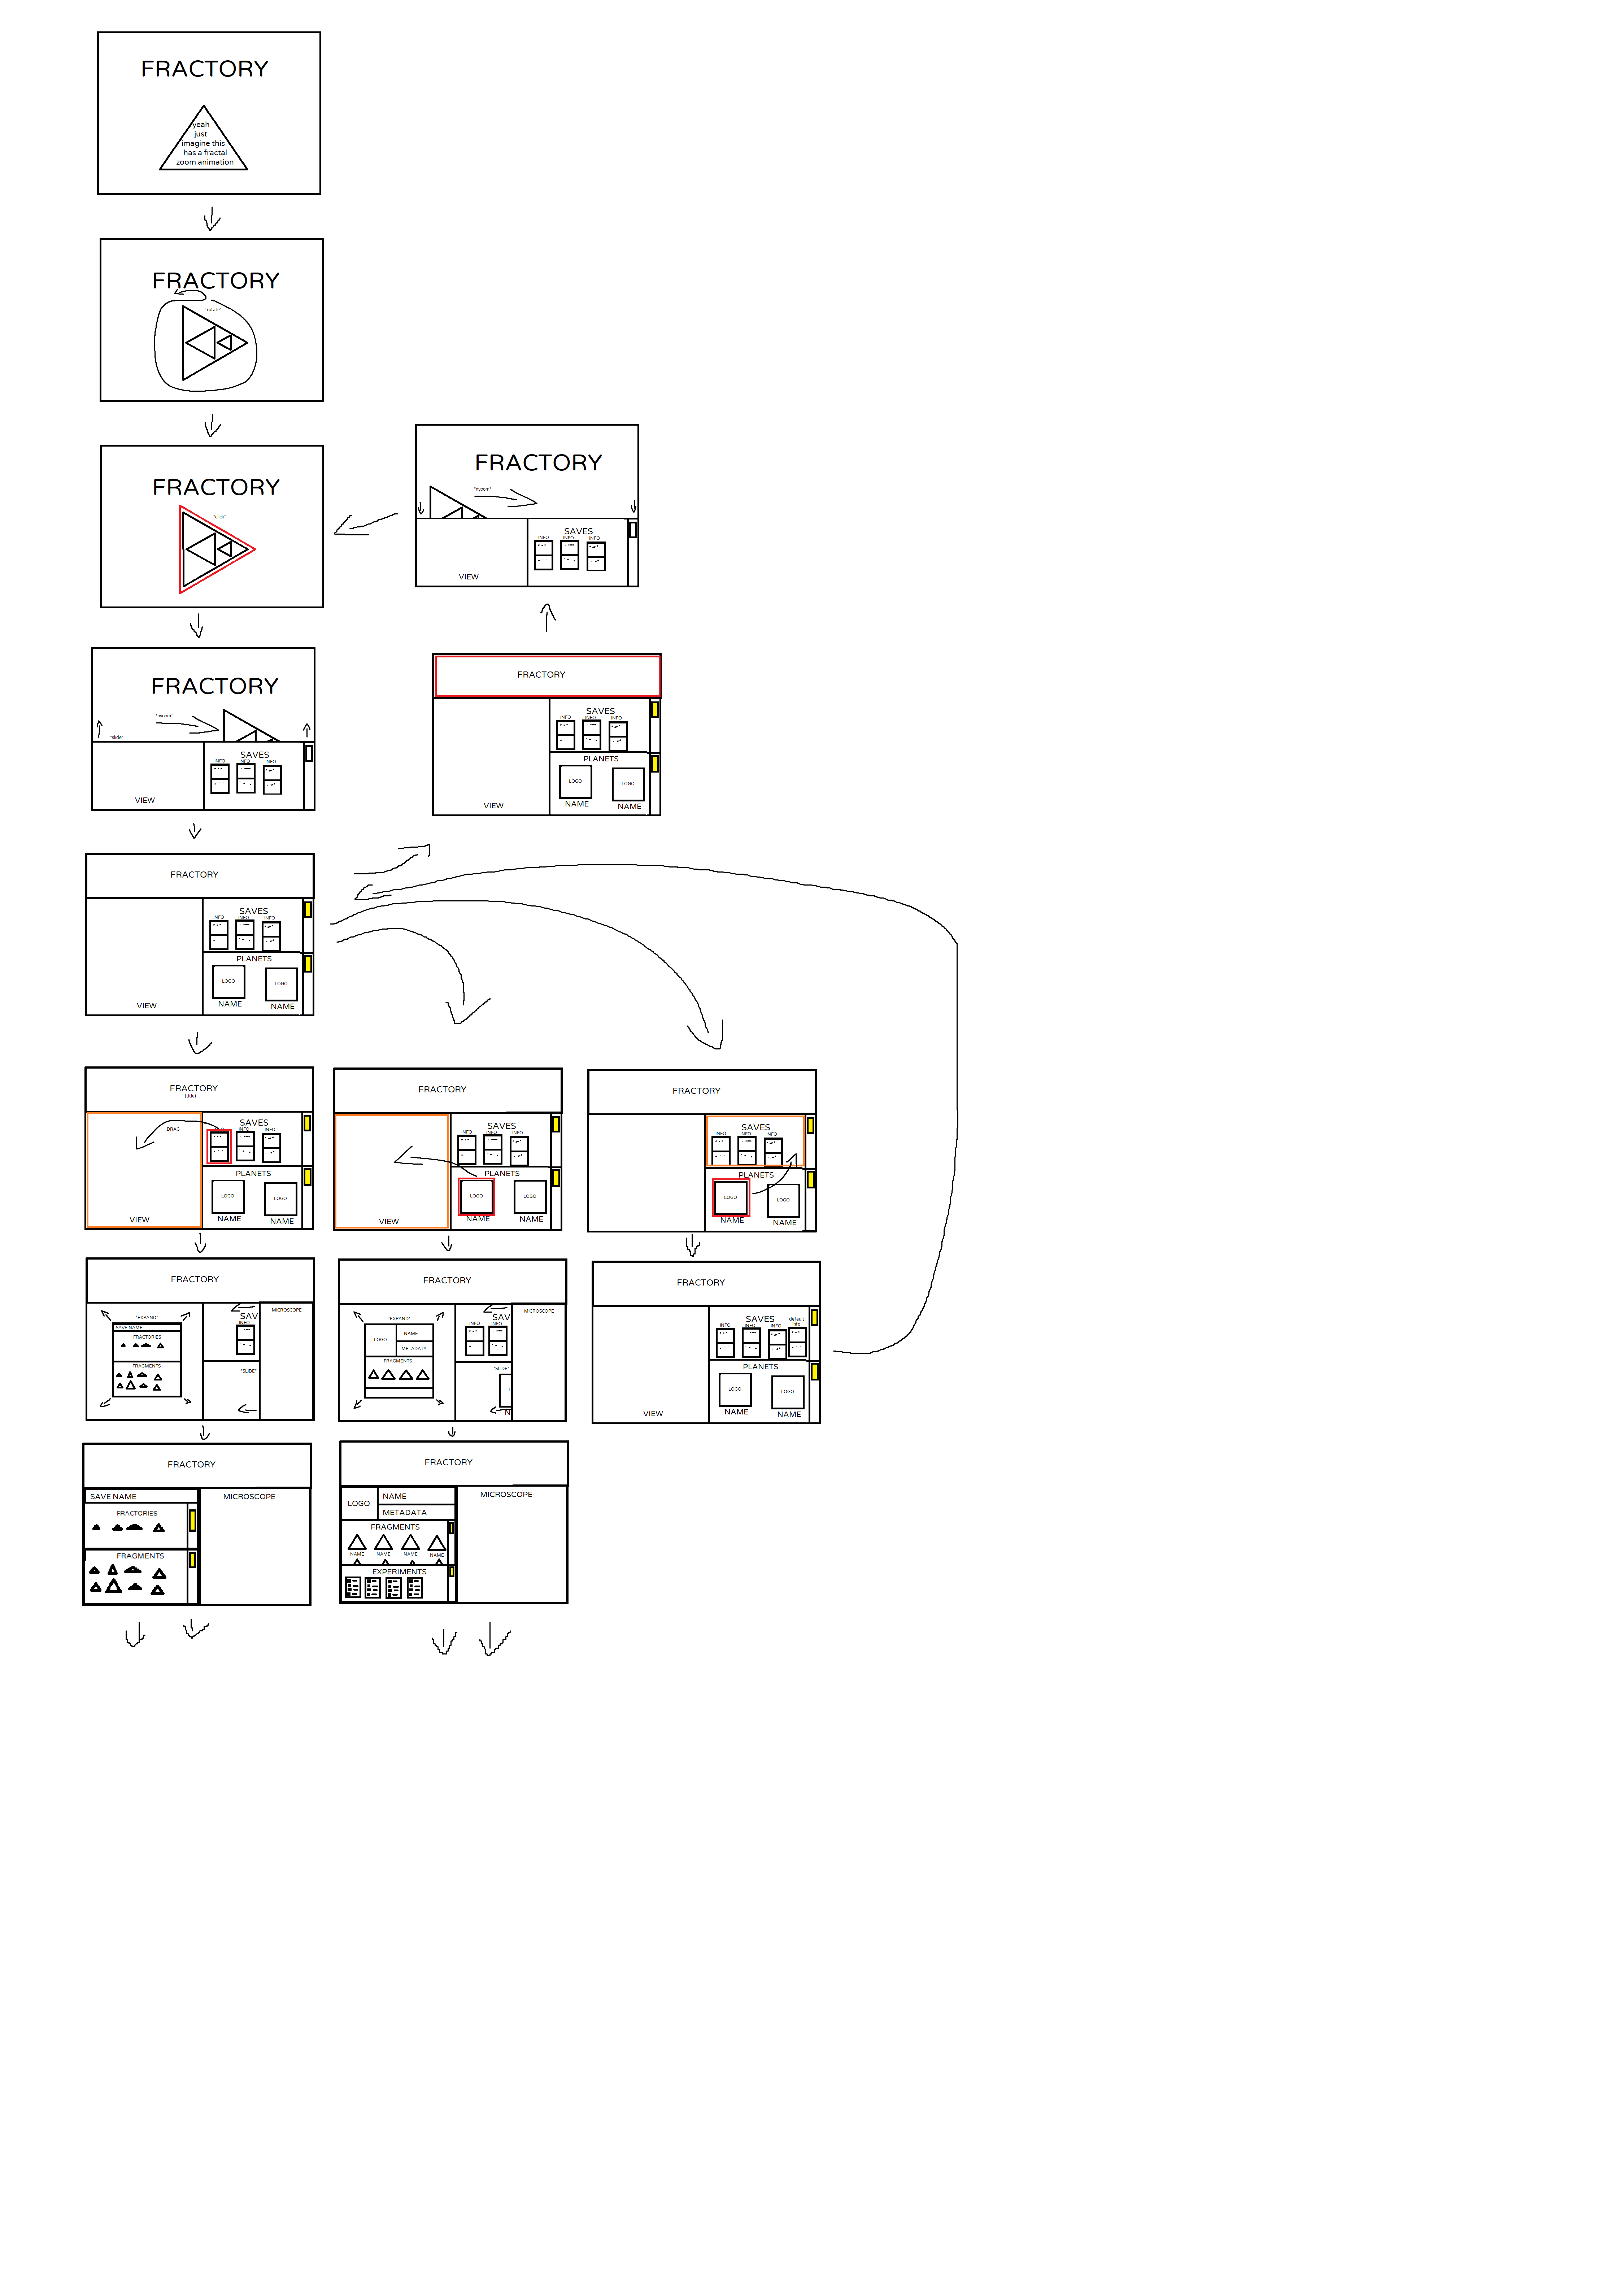 FRACTORY
yeah
just
imagine this
has a fractal
zoom animation
FRACTORY
"rotate"
FRACTORY
"click"
FRACTORY
"nyoom"
SAVES
INFO
INFO
INFO
VIEW
FRACTORY
"nyoom"
"slide"
SAVES
INFO
INFO
INFO
VIEW
FRACTORY
SAVES
INFO
INFO
INFO
PLANETS
LOGO
LOGO
NAME
NAME
VIEW
FRACTORY
SAVES
INFO
INFO
INFO
PLANETS
LOGO
LOGO
NAME
NAME
VIEW
FRACTORY
(title)
DRAG
SAVES
INFO
INFO
PLANETS
LOGO
LOGO
NAME
NAME
VIEW
FRACTORY
SAVES
INFO
INFO
INFO
PLANETS
LOGO
LOGO
NAME
NAME
VIEW
FRACTORY
SAVES
INFO
INFO
INFO
PLANETS
LOGO
LOGO
NAME
NAME
FRACTORY
"EXPAND"
SAVE NAME
FRACTORIES
FRAGMENTS
SAV
INFO
"SLIDE"
MICROSCOPE
FRACTORY
"EXPAND"
LOGO
NAME
METADATA
FRAGMENTS
SAV
INFO
INFO
"SLIDE"
L
N
MICROSCOPE
FRACTORY
SAVES
INFO
INFO
INFO
default
info
PLANETS
LOGO
LOGO
NAME
NAME
VIEW
FRACTORY
SAVE NAME
FRACTORIES
FRAGMENTS
MICROSCOPE
FRACTORY
LOGO
NAME
METADATA
FRAGMENTS
NAME
NAME
NAME
NAME
EXPERIMENTS
MICROSCOPE